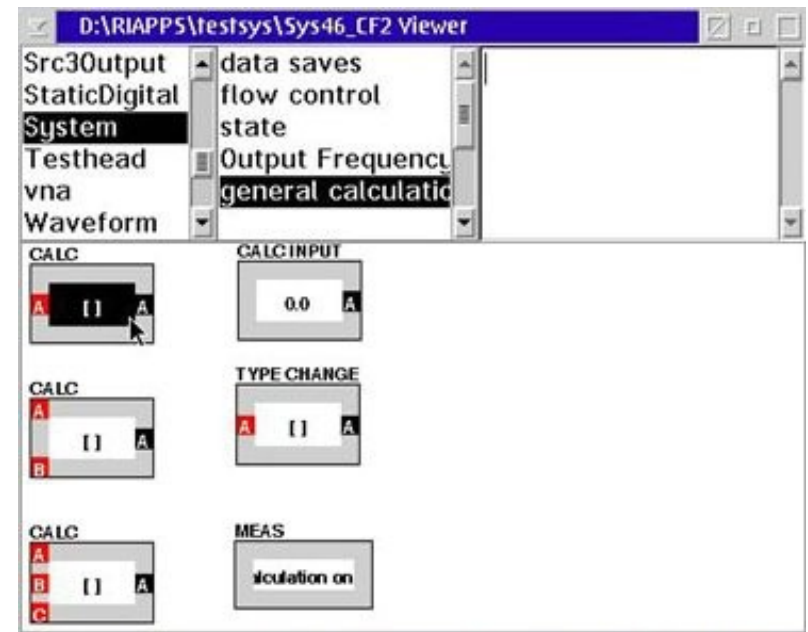 D:\RIAPPS\testsys\Sys46_CF2 Viewer
Src3Output
StaticDigital
System
Testhead
vna
Waveform
data saves
flow control
state
Output Frequency
general calculatio
CALC
A [ ] A
CALC INPUT
0.0 A
CALC
A
[ ] A
B
TYPE CHANGE
A [ ] A
CALC
A
B [ ] A
C
MEAS
alculation on